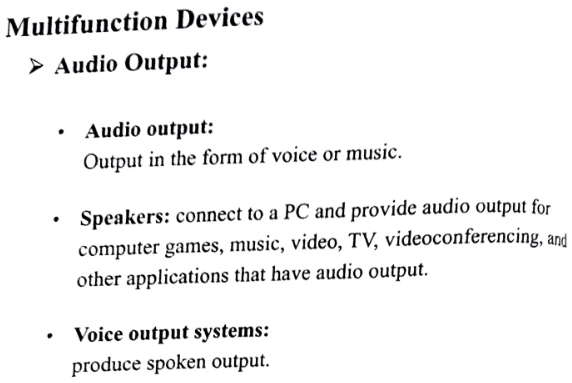 Multifunction Devices
➢ Audio Output:
• Audio output:
Output in the form of voice or music.
• Speakers: connect to a PC and provide audio output for
computer games, music, video, TV, videoconferencing, and
other applications that have audio output.
• Voice output systems:
produce spoken output.